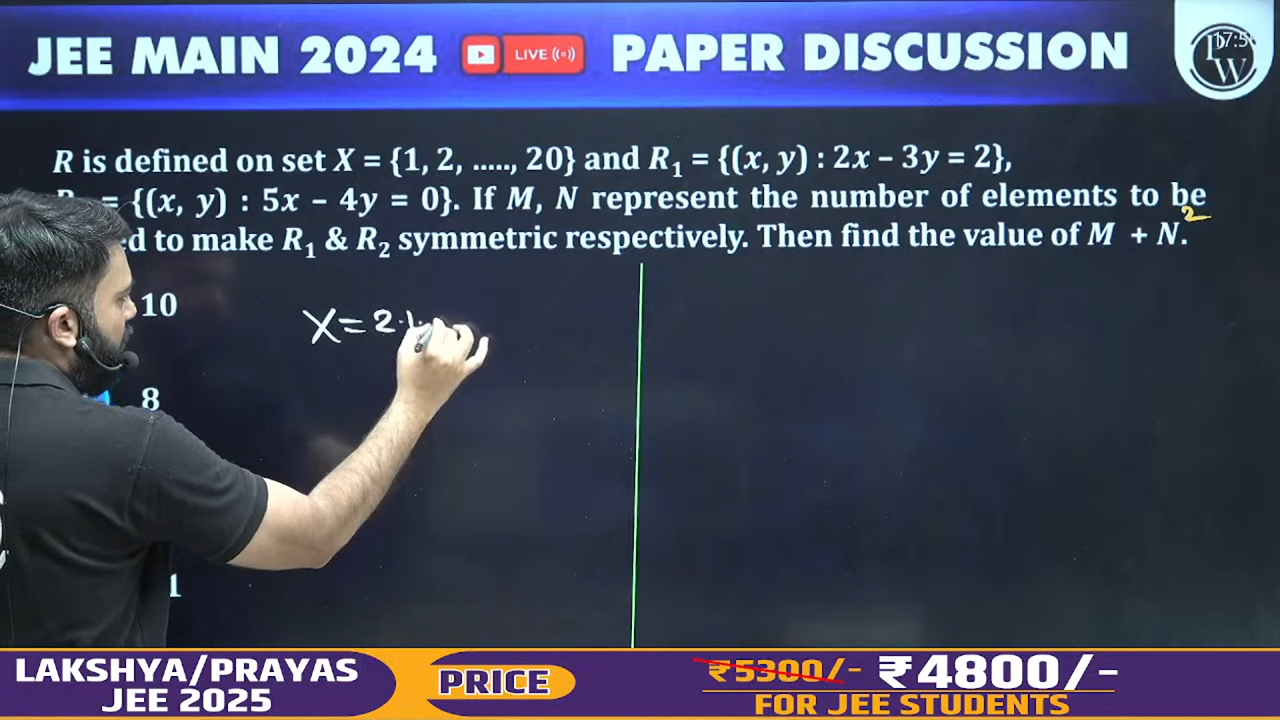 JEE MAIN 2024 LIVE PAPER DISCUSSION
W
R is defined on set X = {1, 2, ....., 20} and R₁ = {(x, y) : 2x – 3y = 2},
= {(x, y) : 5x – 4y = 0}. If M, N represent the number of elements to be
to make R₁ & R₂ symmetric respectively. Then find the value of M + N.
2
10
X = 2
8
1
LAKSHYA/PRAYAS
JEE 2025
PRICE
₹5300/- ₹4800/-
FOR JEE STUDENTS